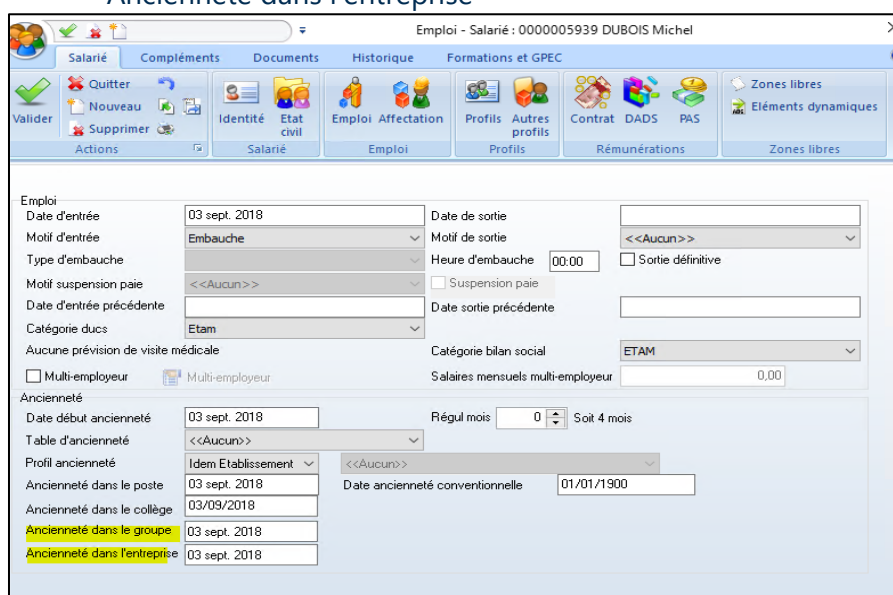 Ancienneté dans l'entreprise
Emploi - Salarié : 0000005939 DUBOIS Michel
Salarié Compléments Documents Historique Formations et GPEC
Valider Quitter Nouveau Supprimer
Actions
Identité Etat civil
Salarié
Emploi Affectation
Emploi
Profils Autres profils
Profils
Contrat DADS PAS
Rémunérations
Zones libres
Eléments dynamiques
Zones libres
Emploi
Date d'entrée 03 sept. 2018 Date de sortie
Motif d'entrée Embauche Motif de sortie <<Aucun>>
Type d'embauche Heure d'embauche 00:00 Sortie définitive
Motif suspension paie <<Aucun>> Suspension paie
Date d'entrée précédente Date sortie précédente
Catégorie ducs Etam
Aucune prévision de visite médicale Catégorie bilan social ETAM
Multi-employeur Multi-employeur Salaires mensuels multi-employeur 0,00
Ancienneté
Date début ancienneté 03 sept. 2018 Régul mois 0 Soit 4 mois
Table d'ancienneté <<Aucun>>
Profil ancienneté Idem Etablissement <<Aucun>>
Ancienneté dans le poste 03 sept. 2018 Date ancienneté conventionnelle 01/01/1900
Ancienneté dans le collège 03/09/2018
Ancienneté dans le groupe 03 sept. 2018
Ancienneté dans l'entreprise 03 sept. 2018